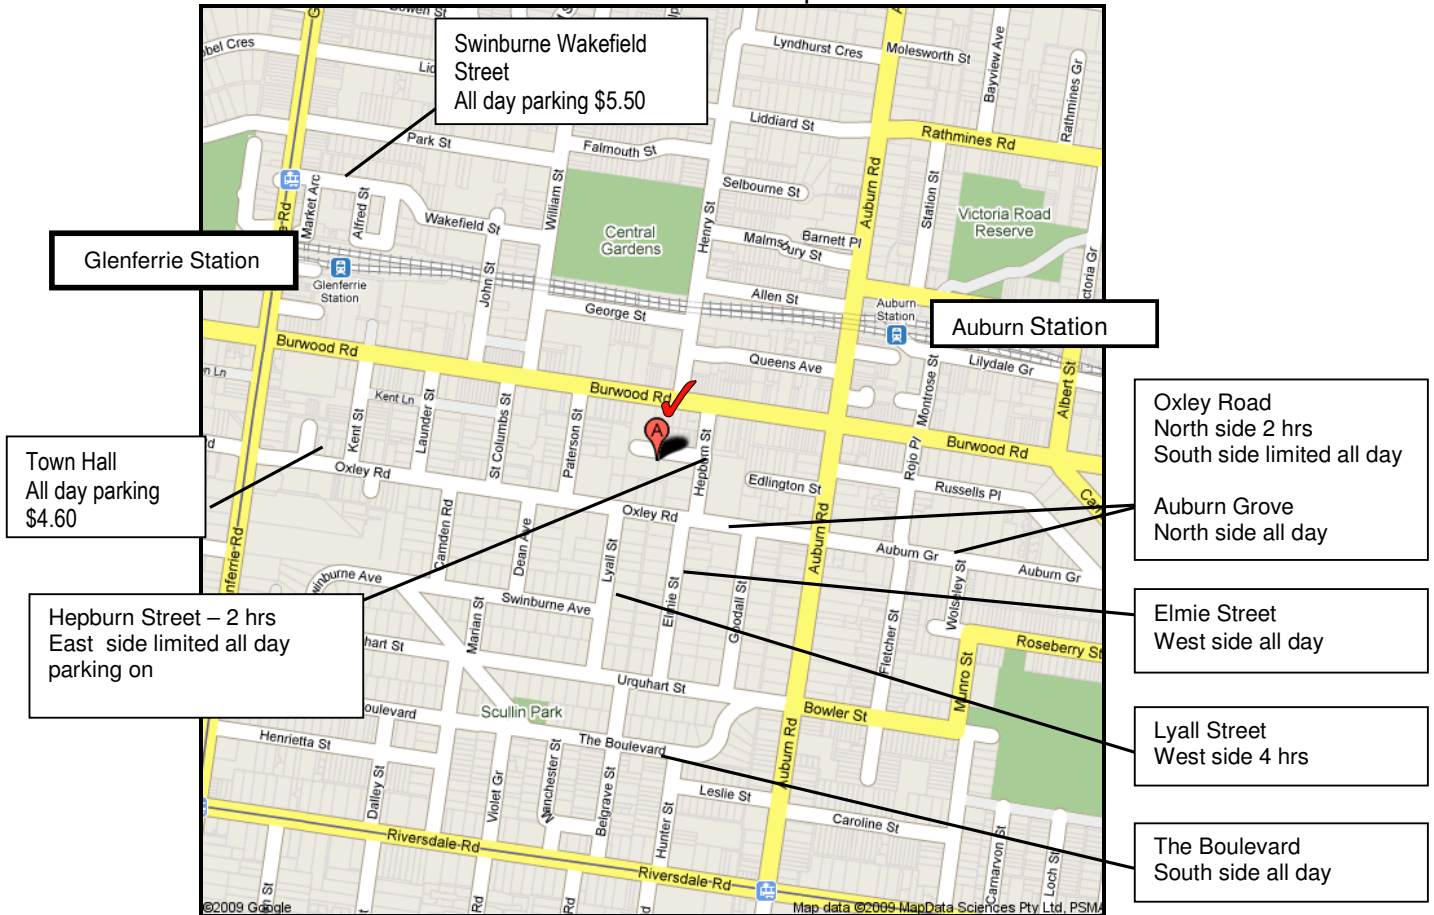 Bowen St
Swinburne Wakefield
Street
All day parking $5.50
Lyndhurst Cres
Molesworth St
Bayview Ave
Rathmines Gr
Liddiard St
Rathmines Rd
Park St
Falmouth St
Selbourne St
Auburn Rd
Station St
Victoria Road
Reserve
Market Arc
Alfred St
Wakefield St
William St
Central
Gardens
Henry St
Malmsbury St
Barnett Pl
Glenferrie Station
Glenferrie
Station
John St
George St
Allen St
Auburn
Station
Auburn Station
Burwood Rd
Queens Ave
Lilydale Gr
Montrose St
Albert St
Kent Ln
Kent St
Launder St
St Columbs St
Paterson St
Burwood Rd
A
Hepburn St
Burwood Rd
Rojo Pl
Oxley Road
North side 2 hrs
South side limited all day
Auburn Grove
North side all day
Town Hall
All day parking
$4.60
Oxley Rd
Edlington St
Russells Pl
Oxley Rd
Auburn Rd
Auburn Gr
Auburn Gr
Camden Rd
Dean Ave
Lyall St
Elmie St
Goodall St
Fletcher St
Wolseley St
Swinburne Ave
Marian St
Hepburn Street – 2 hrs
East side limited all day
parking on
Elmie Street
West side all day
Roseberry St
Munro St
Urquhart St
Bowler St
Scullin Park
The Boulevard
Auburn Rd
Lyall Street
West side 4 hrs
Henrietta St
Dalley St
Violet Gr
Manchester St
Belgrave St
Hunter St
Leslie St
Caroline St
Carnarvon St
Loch St
The Boulevard
South side all day
Riversdale Rd
Riversdale Rd
©2009 Google
Map data ©2009 MapData Sciences Pty Ltd, PSMA